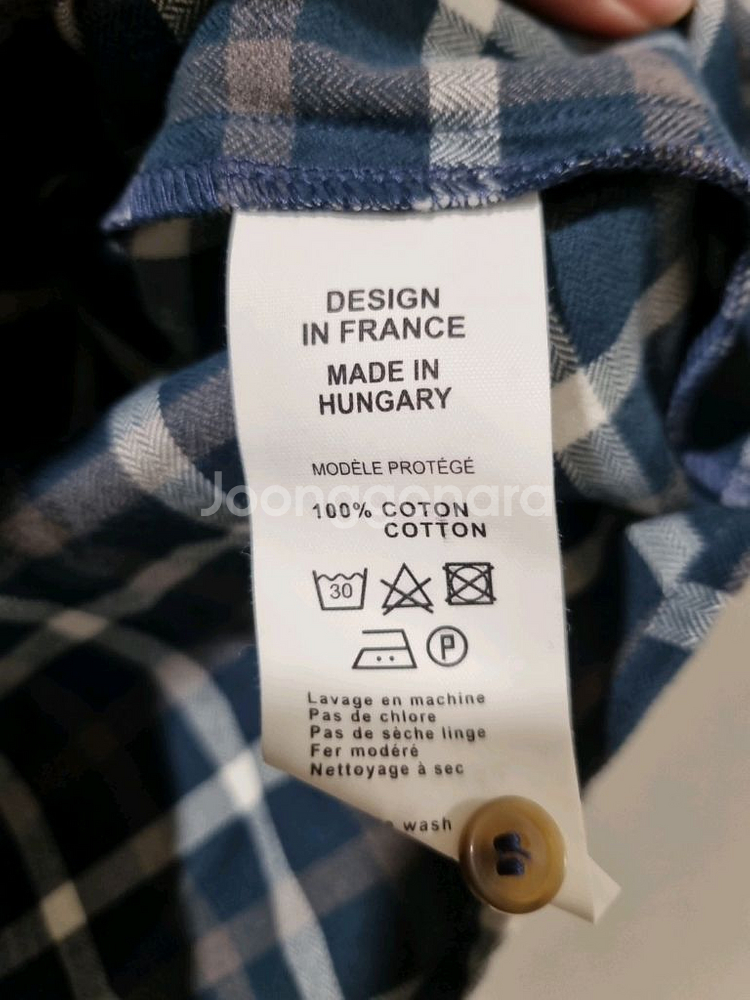 DESIGN
IN FRANCE
MADE IN
HUNGARY
MODÈLE PROTÉGÉ
Joonggonara
100% COTON
COTTON
30
P
Lavage en machine
Pas de chlore
Pas de sèche linge
Fer modéré
Nettoyage à sec
wash